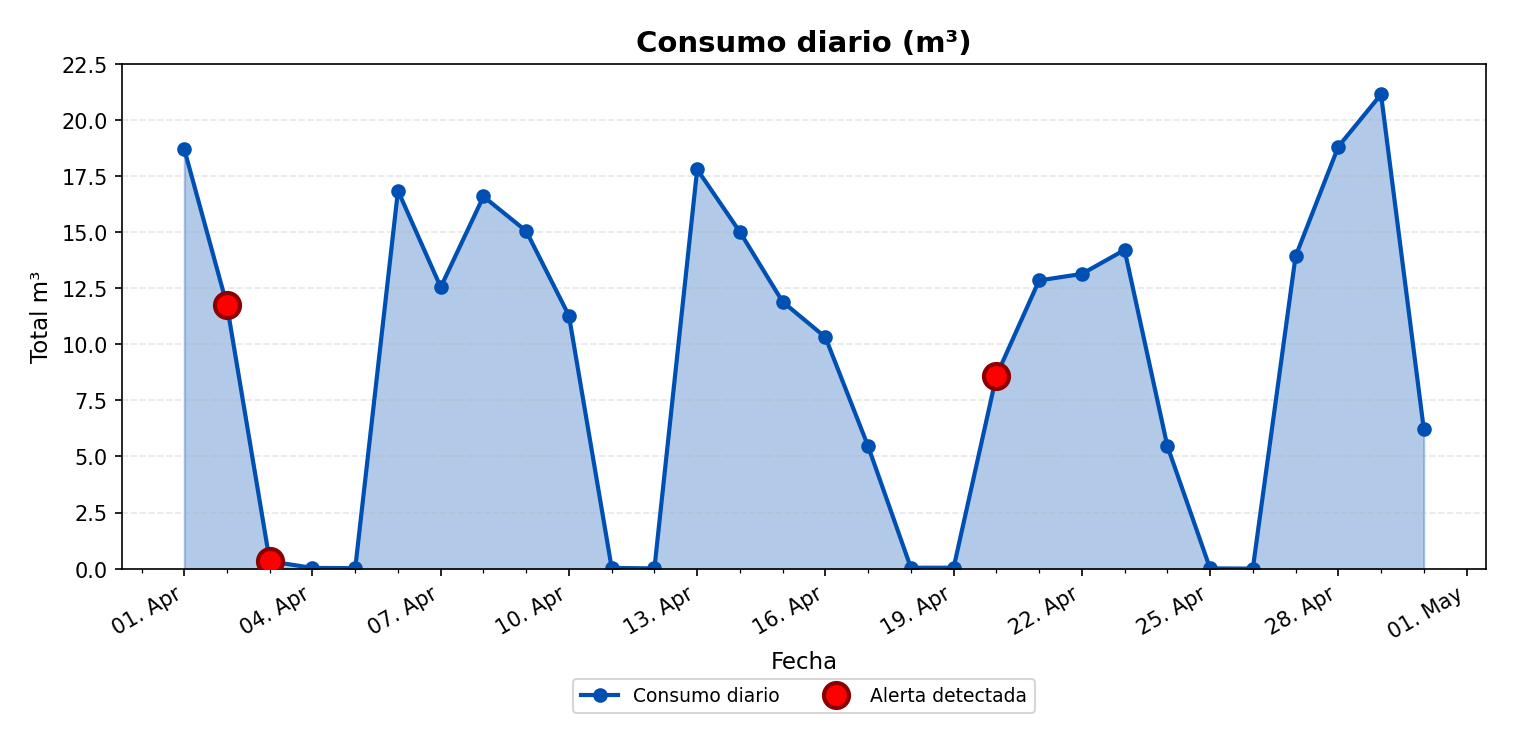 Consumo diario (m³)
22.5
20.0
17.5
15.0
12.5
10.0
7.5
5.0
2.5
0.0
Total m³
01. Apr
04. Apr
07. Apr
10. Apr
13. Apr
16. Apr
19. Apr
22. Apr
25. Apr
28. Apr
01. May
Fecha
Consumo diario
Alerta detectada